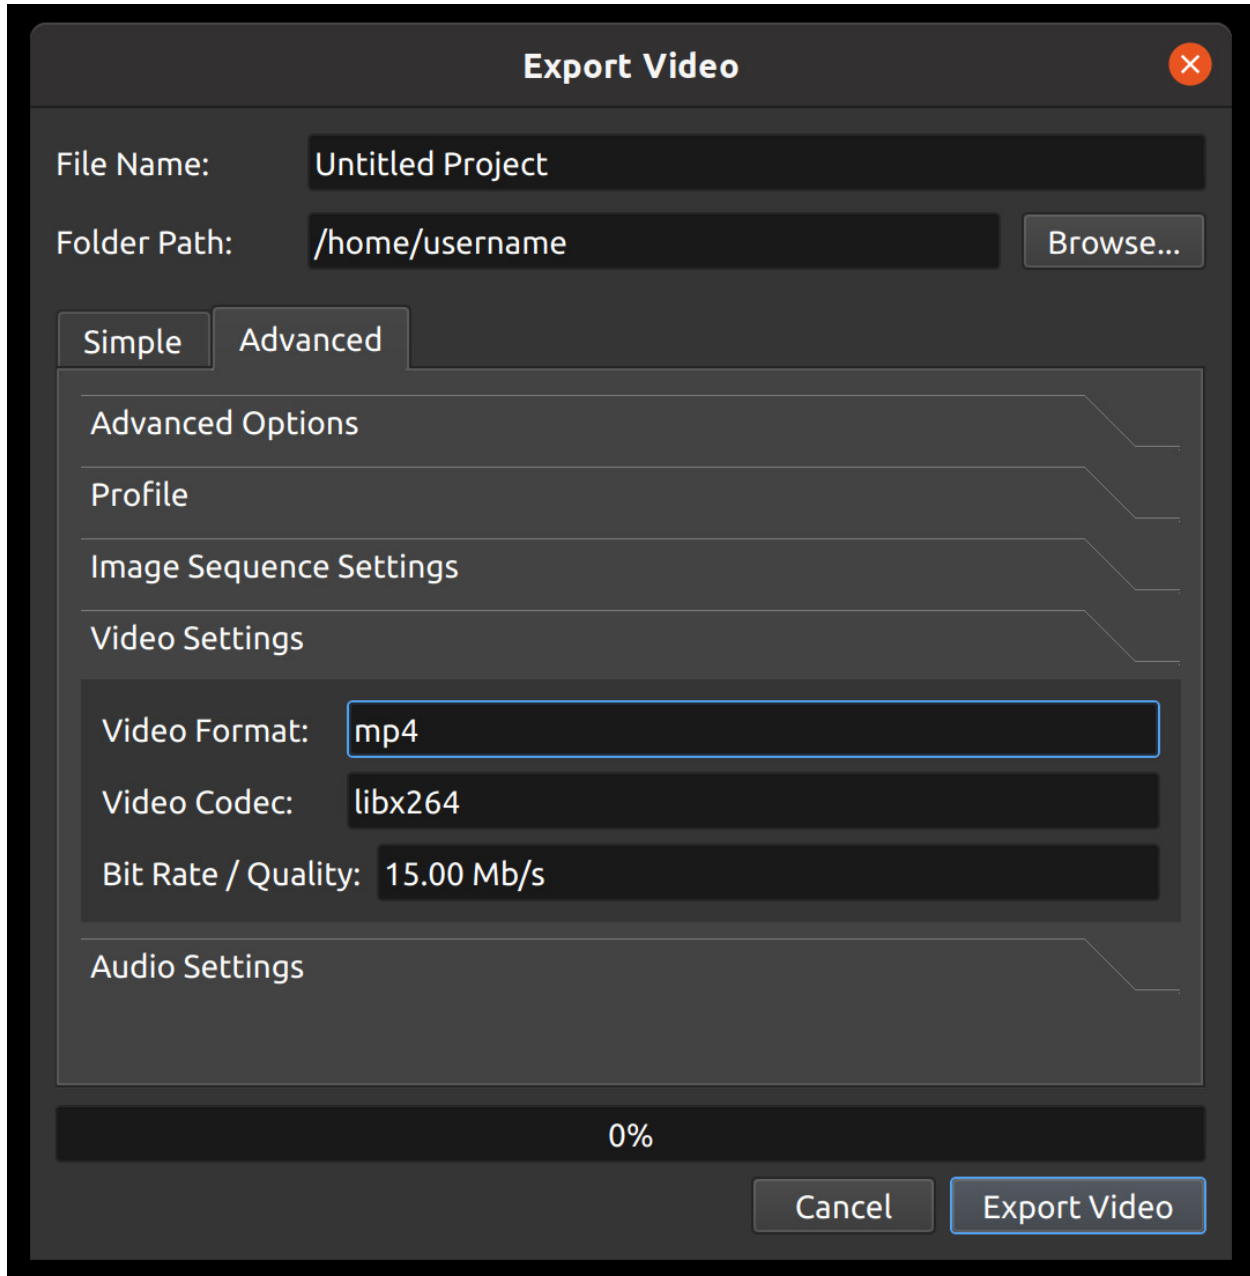 Export Video
File Name: Untitled Project
Folder Path: /home/username Browse...
Simple Advanced
Advanced Options
Profile
Image Sequence Settings
Video Settings
Video Format: mp4
Video Codec: libx264
Bit Rate / Quality: 15.00 Mb/s
Audio Settings
0%
Cancel Export Video